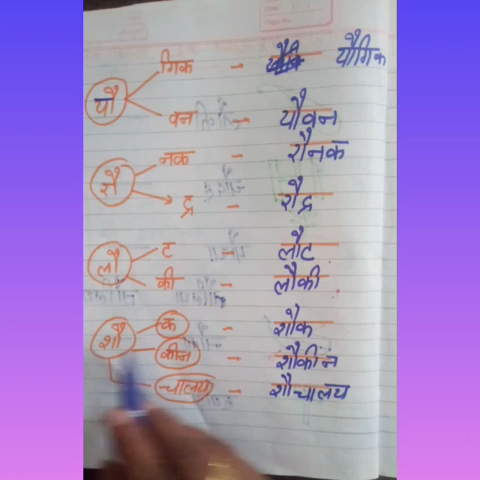 गिक - यौगिक
यौ
वन - यौवन
नक - रौनक
रौ
द्र - रौद्र
ट - लौट
लौ
की - लौकी
क - शौक
शौ
कीन - शौकीन
चालय - शौचालय